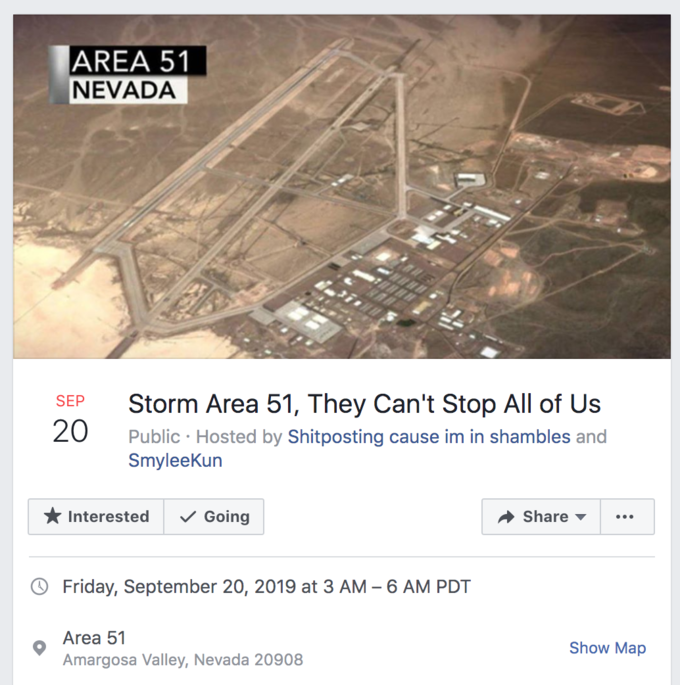 AREA 51
NEVADA
SEP
20
Storm Area 51, They Can't Stop All of Us
Public · Hosted by Shitposting cause im in shambles and
SmyleeKun
Interested
Going
Share
Friday, September 20, 2019 at 3 AM – 6 AM PDT
Area 51
Amargosa Valley, Nevada 20908
Show Map